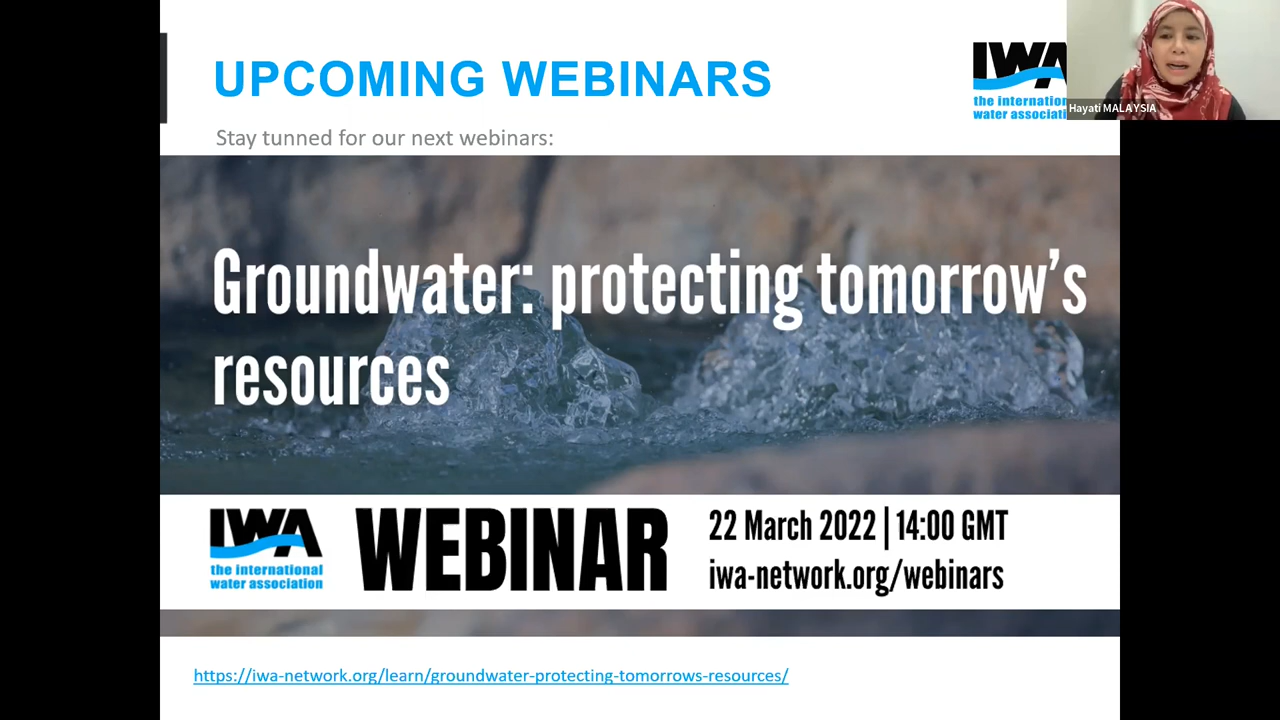 UPCOMING WEBINARS
Stay tunned for our next webinars:
IWA
the internatio
water associati
Hayati MALAYSIA
Groundwater: protecting tomorrow's
resources
IWA
the international
water association
WEBINAR
22 March 2022 | 14:00 GMT
iwa-network.org/webinars
https://iwa-network.org/learn/groundwater-protecting-tomorrows-resources/